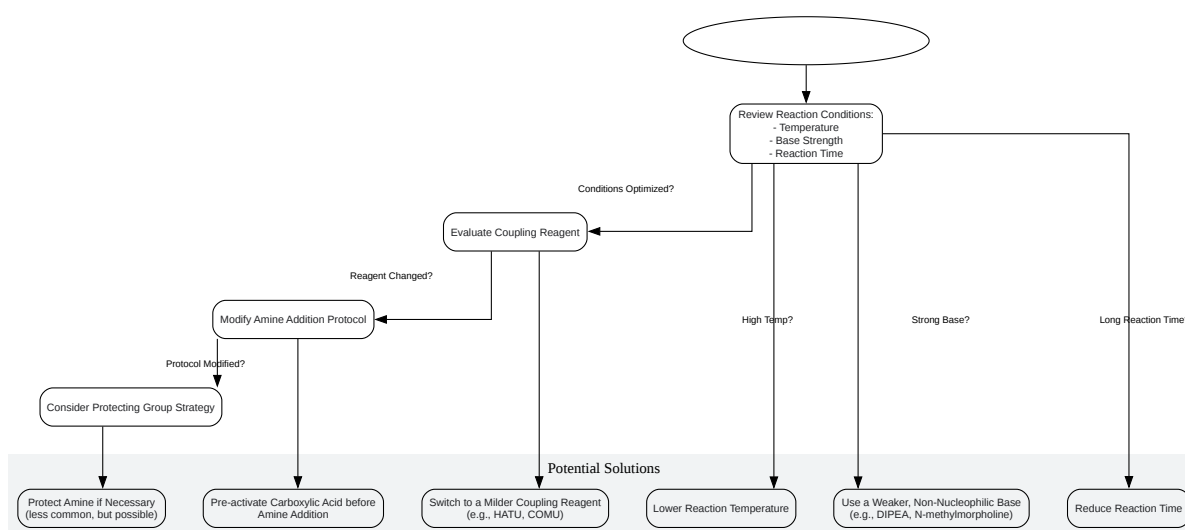 Review Reaction Conditions:
- Temperature
- Base Strength
- Reaction Time
Conditions Optimized?
Evaluate Coupling Reagent
Reagent Changed?
Modify Amine Addition Protocol
High Temp?
Strong Base?
Long Reaction Time?
Protocol Modified?
Consider Protecting Group Strategy
Potential Solutions
Protect Amine if Necessary
(less common, but possible)
Pre-activate Carboxylic Acid before
Amine Addition
Switch to a Milder Coupling Reagent
(e.g., HATU, COMU)
Lower Reaction Temperature
Use a Weaker, Non-Nucleophilic Base
(e.g., DIPEA, N-methylmorpholine)
Reduce Reaction Time